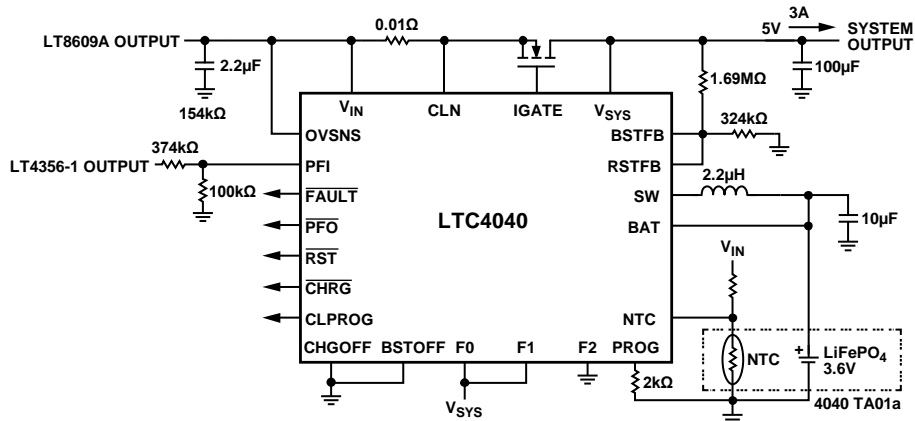 3A
0.01Ω
5V
SYSTEM
OUTPUT
LT8609A OUTPUT
2.2µF
1.69MΩ
100µF
154kΩ
VIN
CLN
IGATE
VSYS
324kΩ
OVSNS
BSTFB
374kΩ
LT4356-1 OUTPUT
PFI
RSTFB
2.2µH
100kΩ
FAULT
SW
LTC4040
10µF
PFO
BAT
RST
VIN
CHRG
CLPROG
NTC
CHGOFF
BSTOFF
F0
F1
F2
PROG
NTC
LiFePO4
3.6V
+
2kΩ
VSYS
4040 TA01a